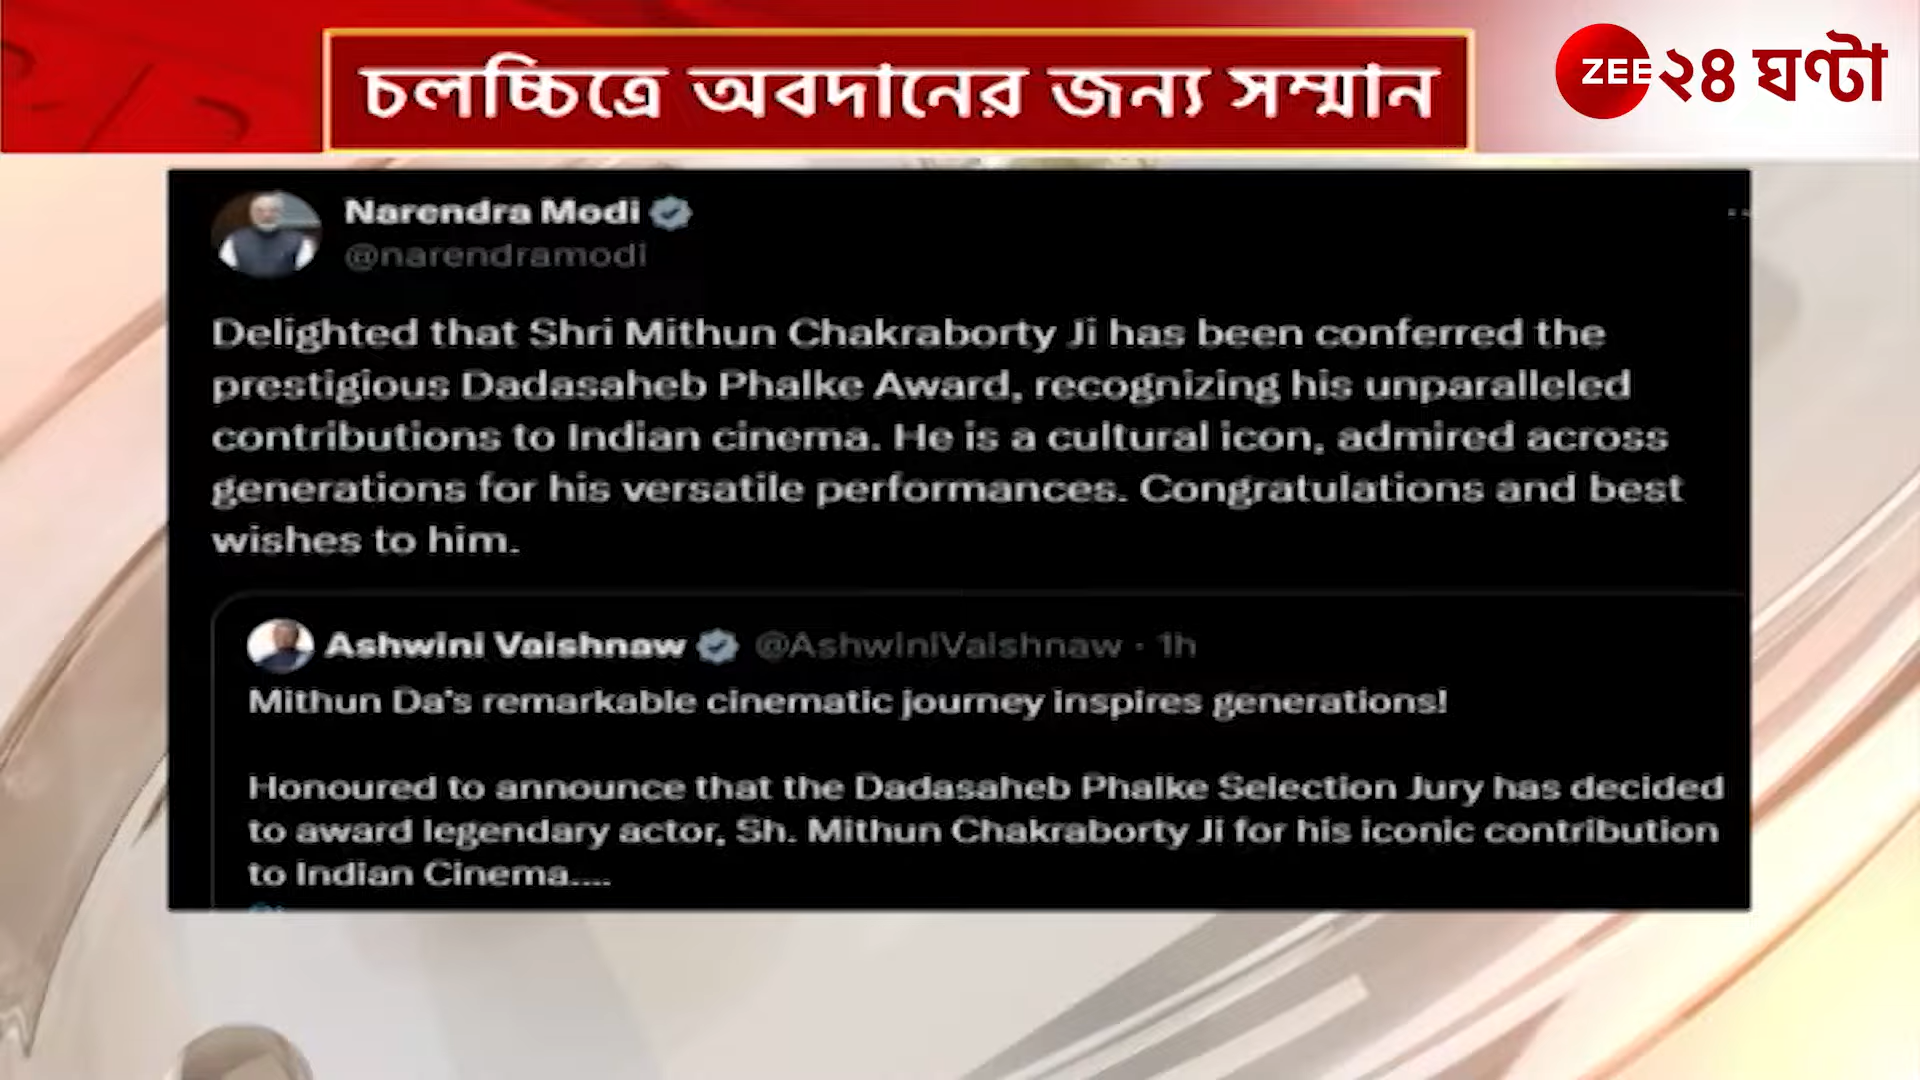 চলচ্চিত্রে অবদানের জন্য সম্মান
ZEE ২৪ ঘণ্টা
Narendra Modi
@narendramodi
Delighted that Shri Mithun Chakraborty Ji has been conferred the
prestigious Dadasaheb Phalke Award, recognizing his unparalleled
contributions to Indian cinema. He is a cultural icon, admired across
generations for his versatile performances. Congratulations and best
wishes to him.
Ashwini Vaishnaw @AshwiniVaishnaw · 1h
Mithun Da's remarkable cinematic journey inspires generations!
Honoured to announce that the Dadasaheb Phalke Selection Jury has decided
to award legendary actor, Sh. Mithun Chakraborty Ji for his iconic contribution
to Indian Cinema....